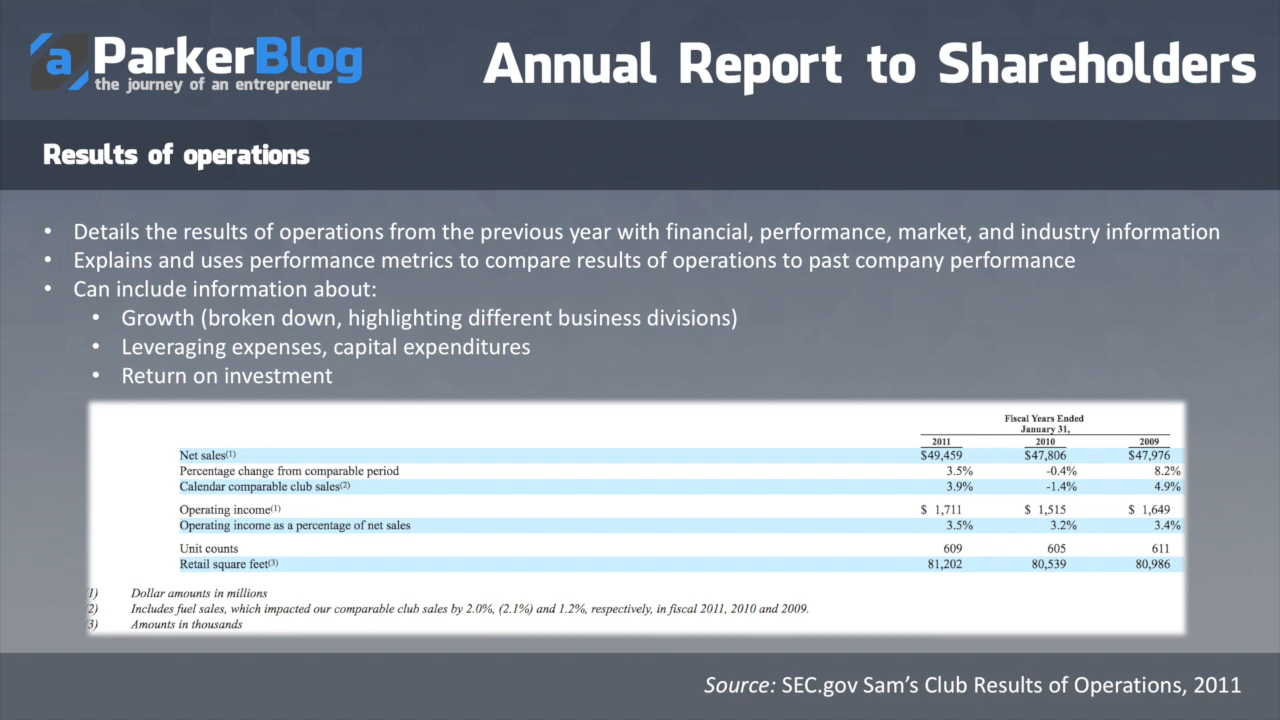 a ParkerBlog
the journey of an entrepreneur
Annual Report to Shareholders
Results of operations
• Details the results of operations from the previous year with financial, performance, market, and industry information
• Explains and uses performance metrics to compare results of operations to past company performance
• Can include information about:
• Growth (broken down, highlighting different business divisions)
• Leveraging expenses, capital expenditures
• Return on investment
Fiscal Years Ended
January 31,
2011 2010 2009
Net sales(1) $49,459 $47,806 $47,976
Percentage change from comparable period 3.5% -0.4% 8.2%
Calendar comparable club sales(2) 3.9% -1.4% 4.9%
Operating income(1) $ 1,711 $ 1,515 $ 1,649
Operating income as a percentage of net sales 3.5% 3.2% 3.4%
Unit counts 609 605 611
Retail square feet(3) 81,202 80,539 80,986
1) Dollar amounts in millions
2) Includes fuel sales, which impacted our comparable club sales by 2.0%, (2.1%) and 1.2%, respectively, in fiscal 2011, 2010 and 2009.
3) Amounts in thousands
Source: SEC.gov Sam’s Club Results of Operations, 2011